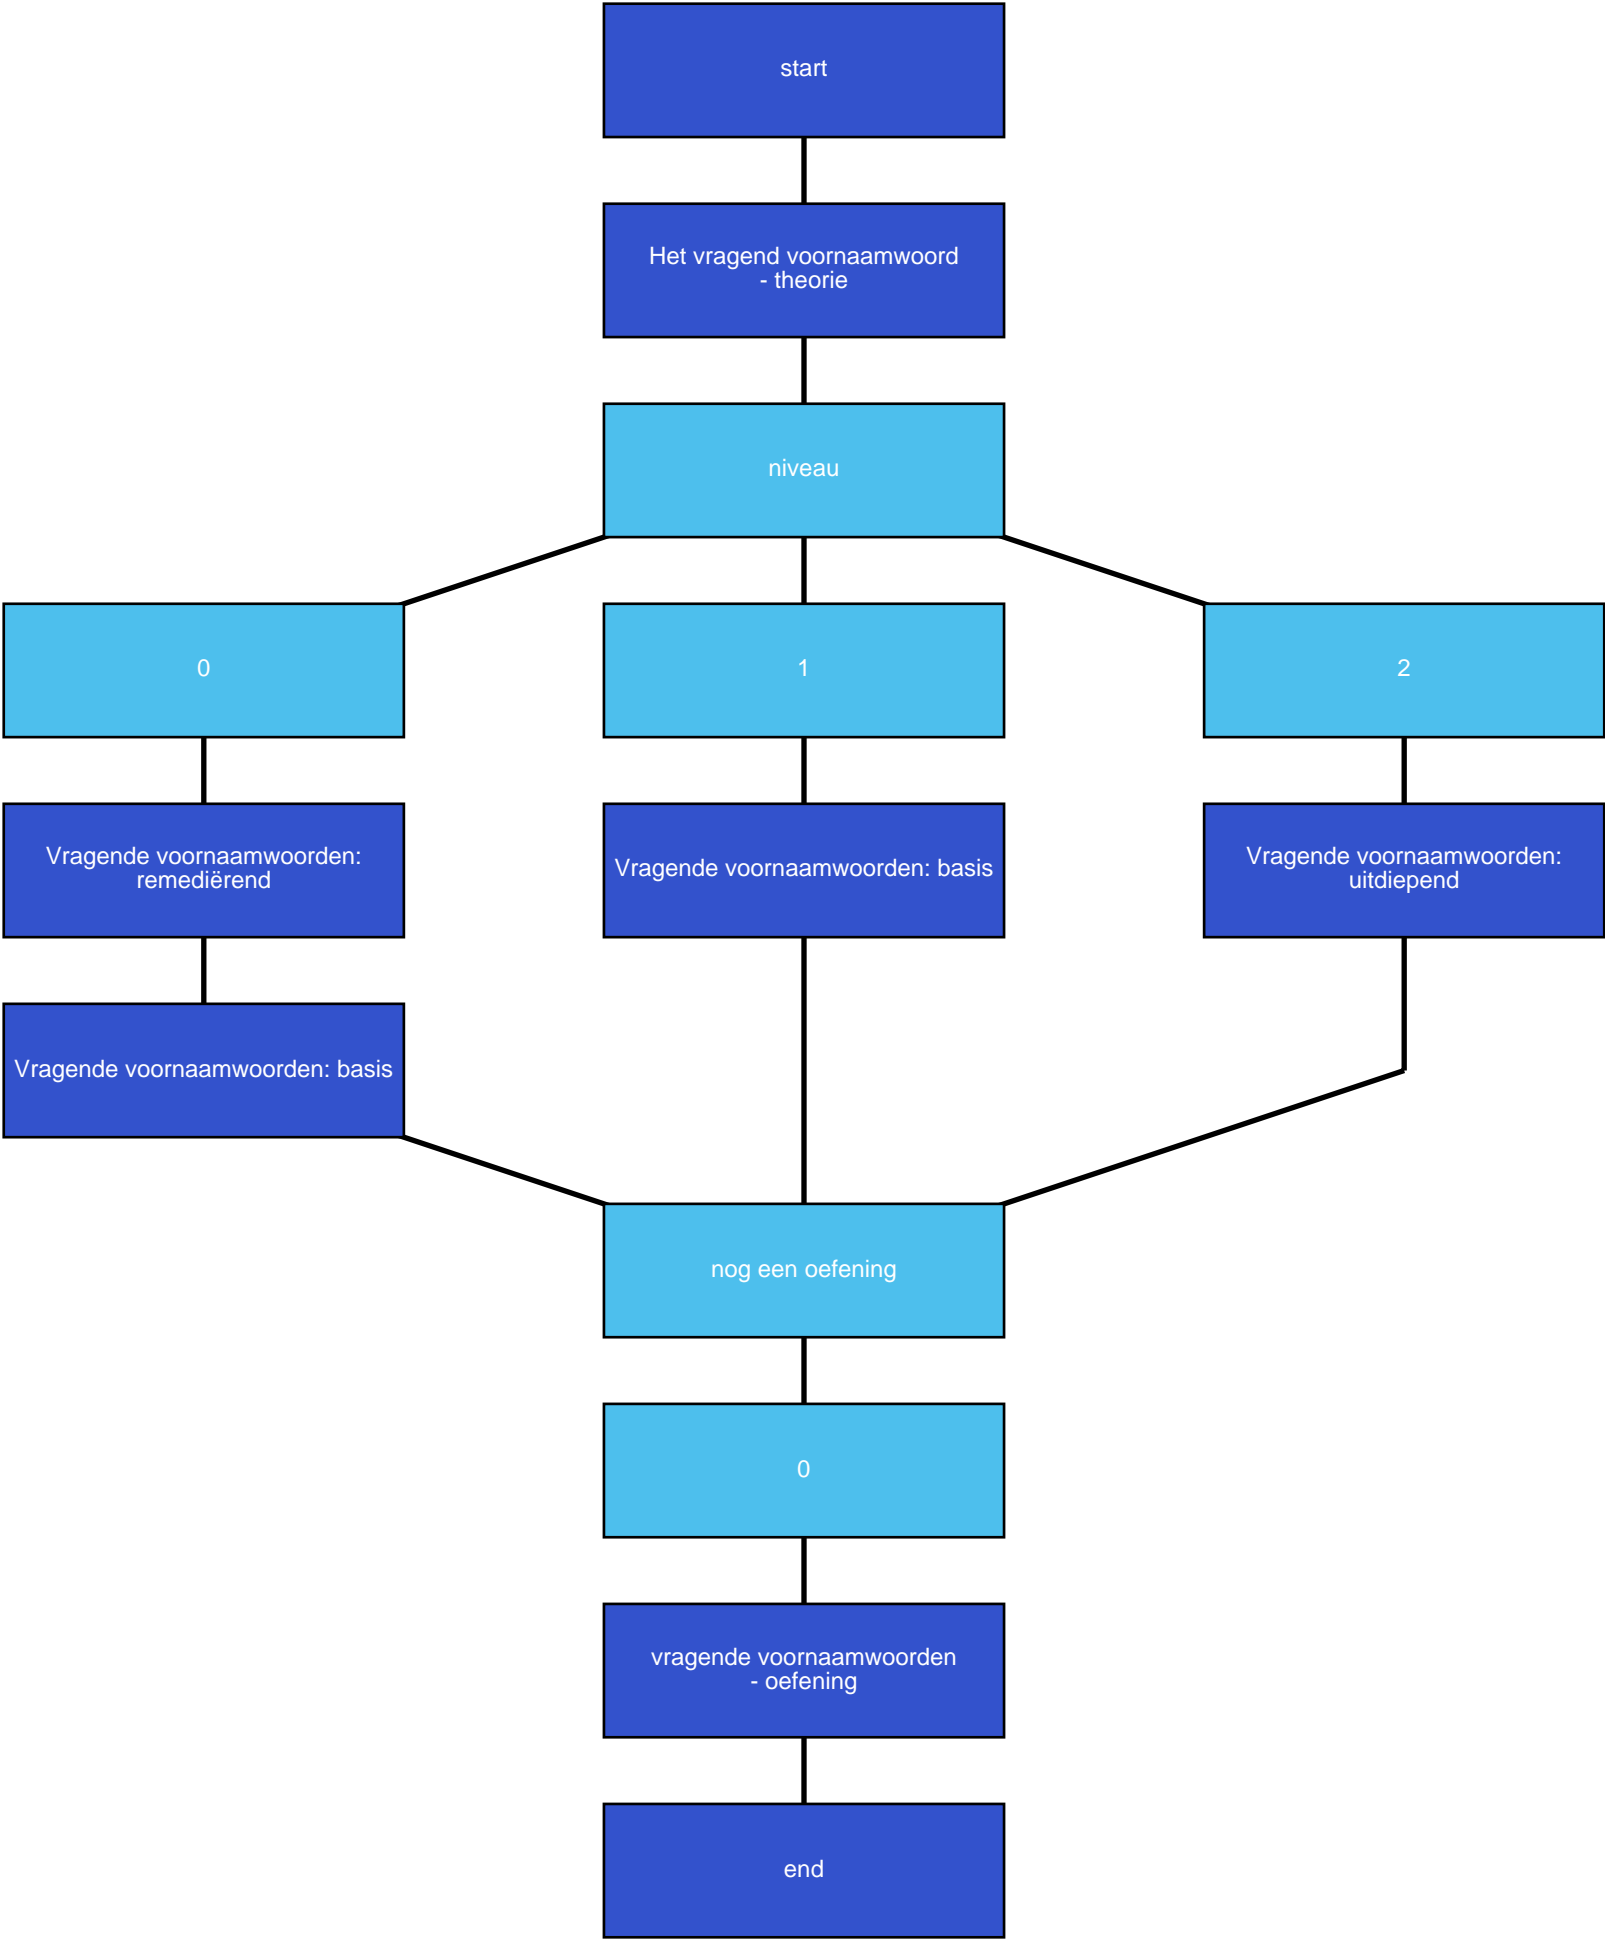 start
Het vragend voornaamwoord
- theorie
niveau
0
1
2
Vragende voornaamwoorden:
remediërend
Vragende voornaamwoorden: basis
Vragende voornaamwoorden:
uitdiepend
Vragende voornaamwoorden: basis
nog een oefening
0
vragende voornaamwoorden
- oefening
end